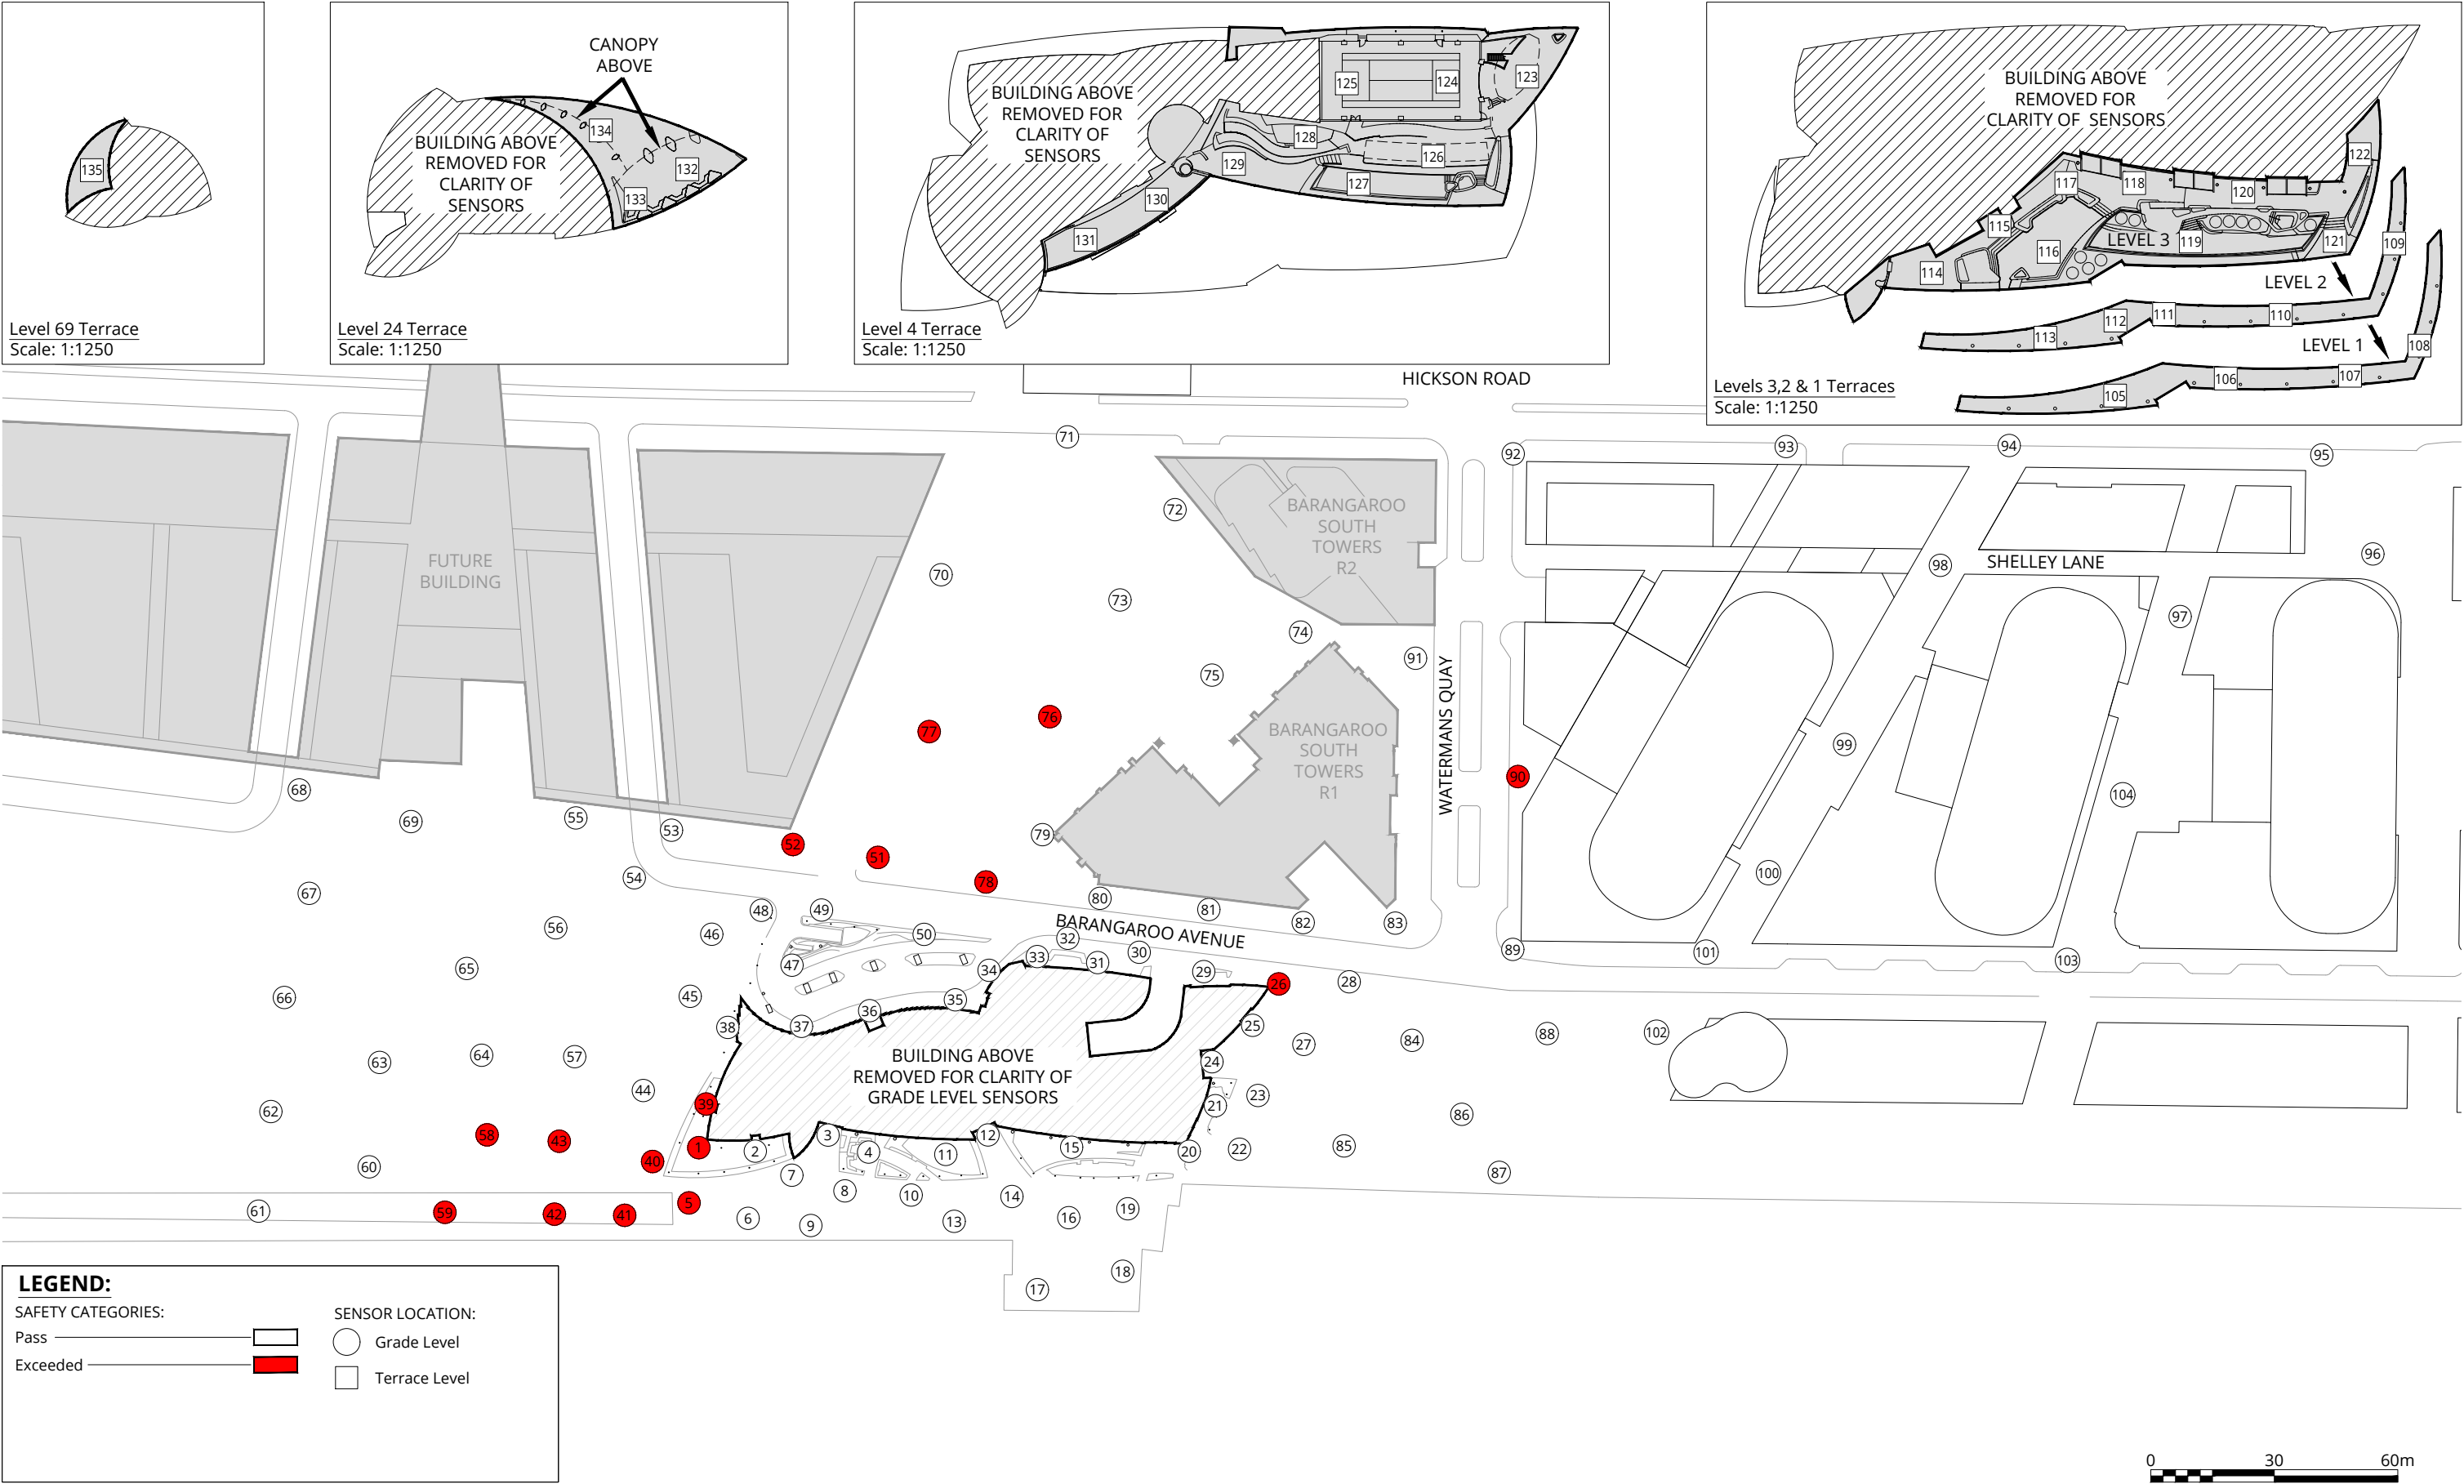 CANOPY
ABOVE
134
BUILDING ABOVE
REMOVED FOR
CLARITY OF
SENSORS
132
133
135
Level 69 Terrace
Scale: 1:1250
Level 24 Terrace
Scale: 1:1250
BUILDING ABOVE
REMOVED FOR
CLARITY OF
SENSORS
125
124
123
128
126
129
127
130
131
Level 4 Terrace
Scale: 1:1250
BUILDING ABOVE
REMOVED FOR
CLARITY OF SENSORS
122
117
118
120
115
116
LEVEL 3
119
121
109
114
LEVEL 2
113
112
111
110
LEVEL 1
108
105
106
107
Levels 3,2 & 1 Terraces
Scale: 1:1250
HICKSON ROAD
71
92
93
94
95
72
BARANGAROO
SOUTH
TOWERS
R2
FUTURE
BUILDING
70
73
98
SHELLEY LANE
96
97
74
91
75
WATERMANS QUAY
77
76
BARANGAROO
SOUTH
TOWERS
R1
90
99
104
68
69
55
53
52
51
79
78
54
67
100
80
81
82
83
48
49
50
56
46
BARANGAROO AVENUE
32
30
89
101
103
47
33
31
34
29
26
28
65
66
45
35
36
37
38
25
27
84
88
102
BUILDING ABOVE
REMOVED FOR CLARITY OF
GRADE LEVEL SENSORS
24
63
64
57
44
39
21
23
62
86
58
43
40
1
2
3
4
11
12
15
20
22
85
60
7
87
8
10
14
5
61
59
42
41
6
9
13
16
19
17
18
LEGEND:
SAFETY CATEGORIES:
Pass
Exceeded
SENSOR LOCATION:
Grade Level
Terrace Level
0 30 60m